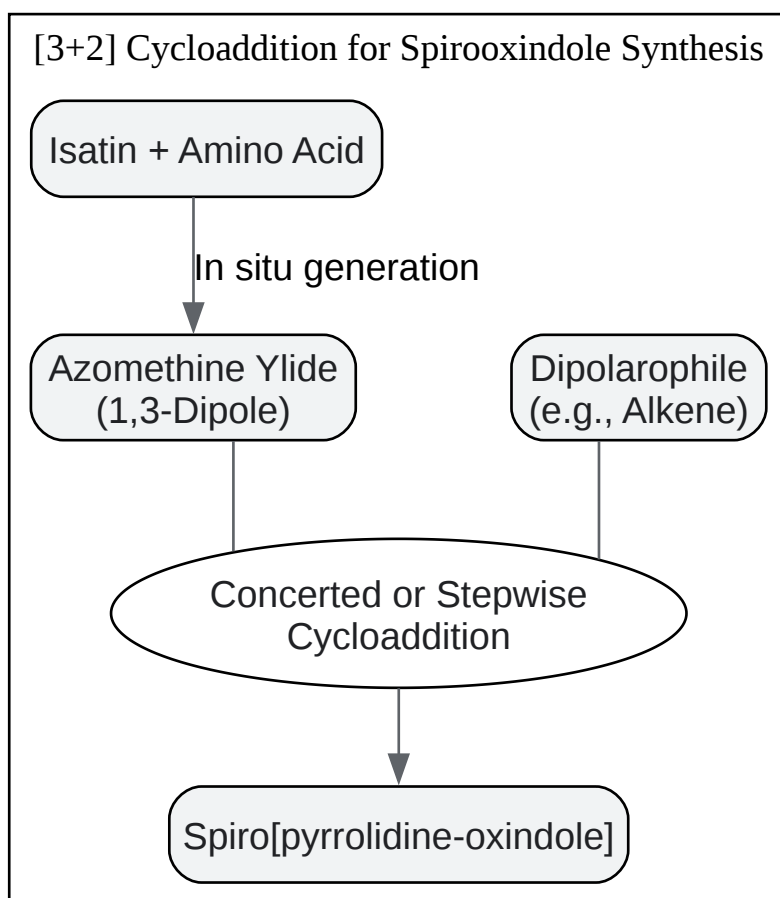 [3+2] Cycloaddition for Spirooxindole Synthesis
Isatin + Amino Acid
In situ generation
Azomethine Ylide
(1,3-Dipole)
Dipolarophile
(e.g., Alkene)
Concerted or Stepwise
Cycloaddition
Spiro[pyrrolidine-oxindole]